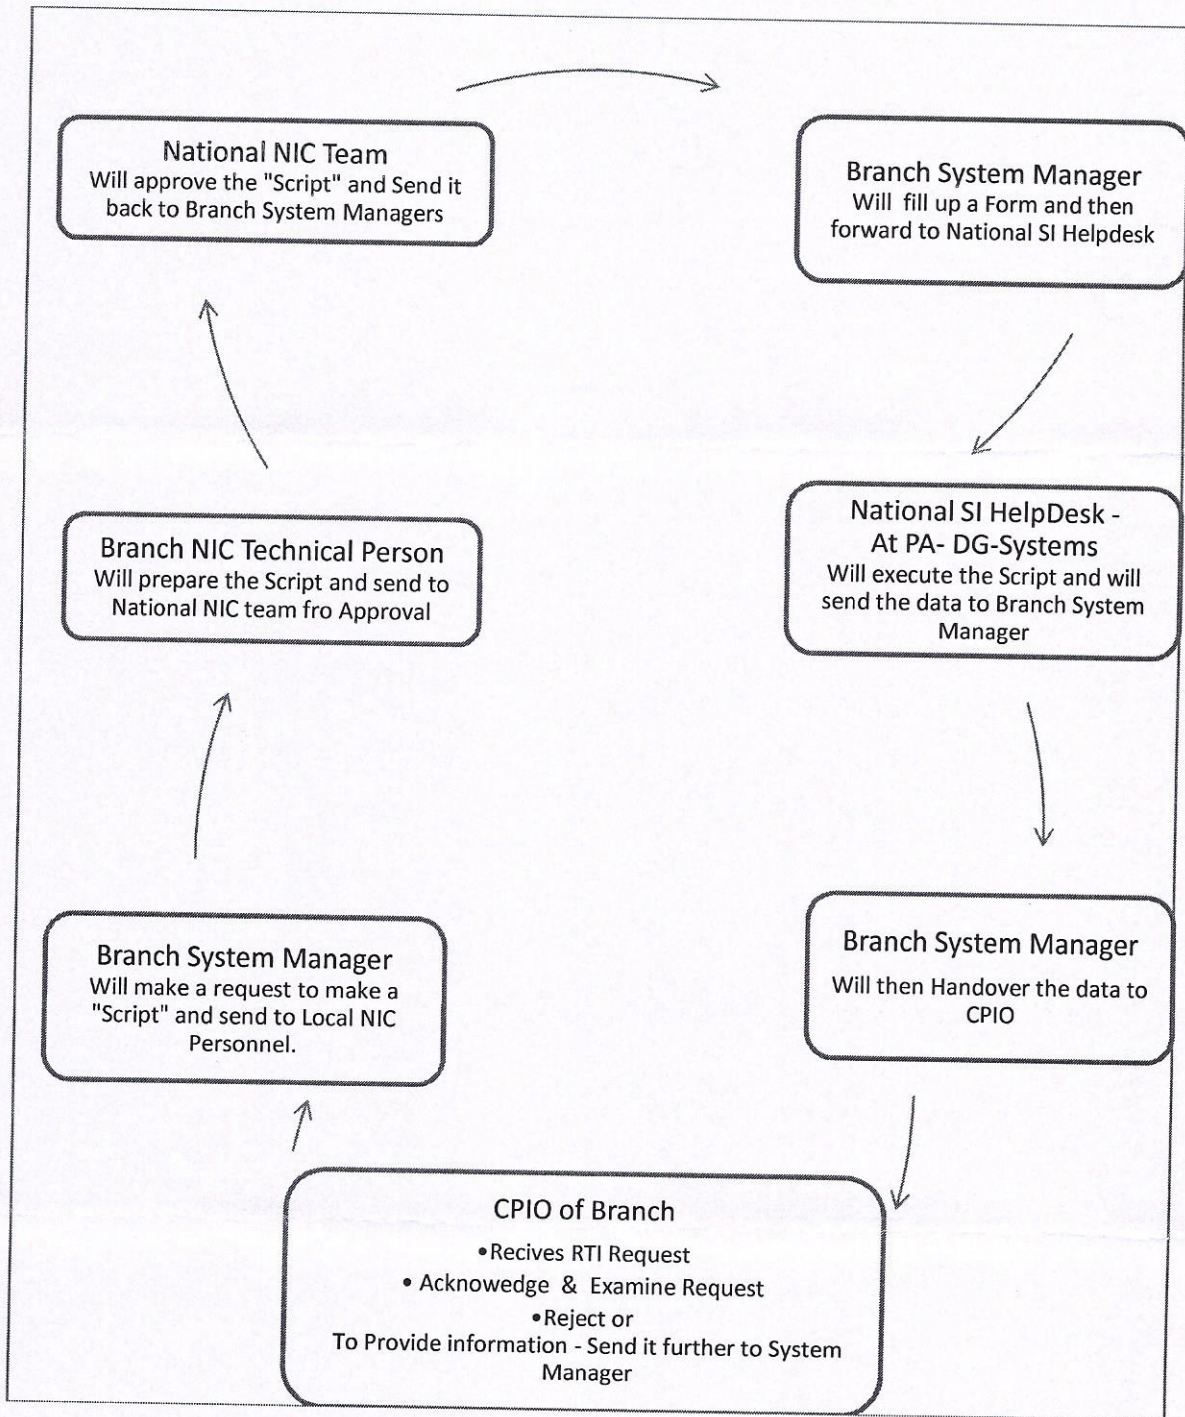 National NIC Team
Will approve the "Script" and Send it
back to Branch System Managers
Branch System Manager
Will fill up a Form and then
forward to National SI Helpdesk
Branch NIC Technical Person
Will prepare the Script and send to
National NIC team fro Approval
National SI HelpDesk -
At PA- DG-Systems
Will execute the Script and will
send the data to Branch System
Manager
Branch System Manager
Will make a request to make a
"Script" and send to Local NIC
Personnel.
Branch System Manager
Will then Handover the data to
CPIO
CPIO of Branch
•Recives RTI Request
• Acknowedge & Examine Request
•Reject or
To Provide information - Send it further to System
Manager